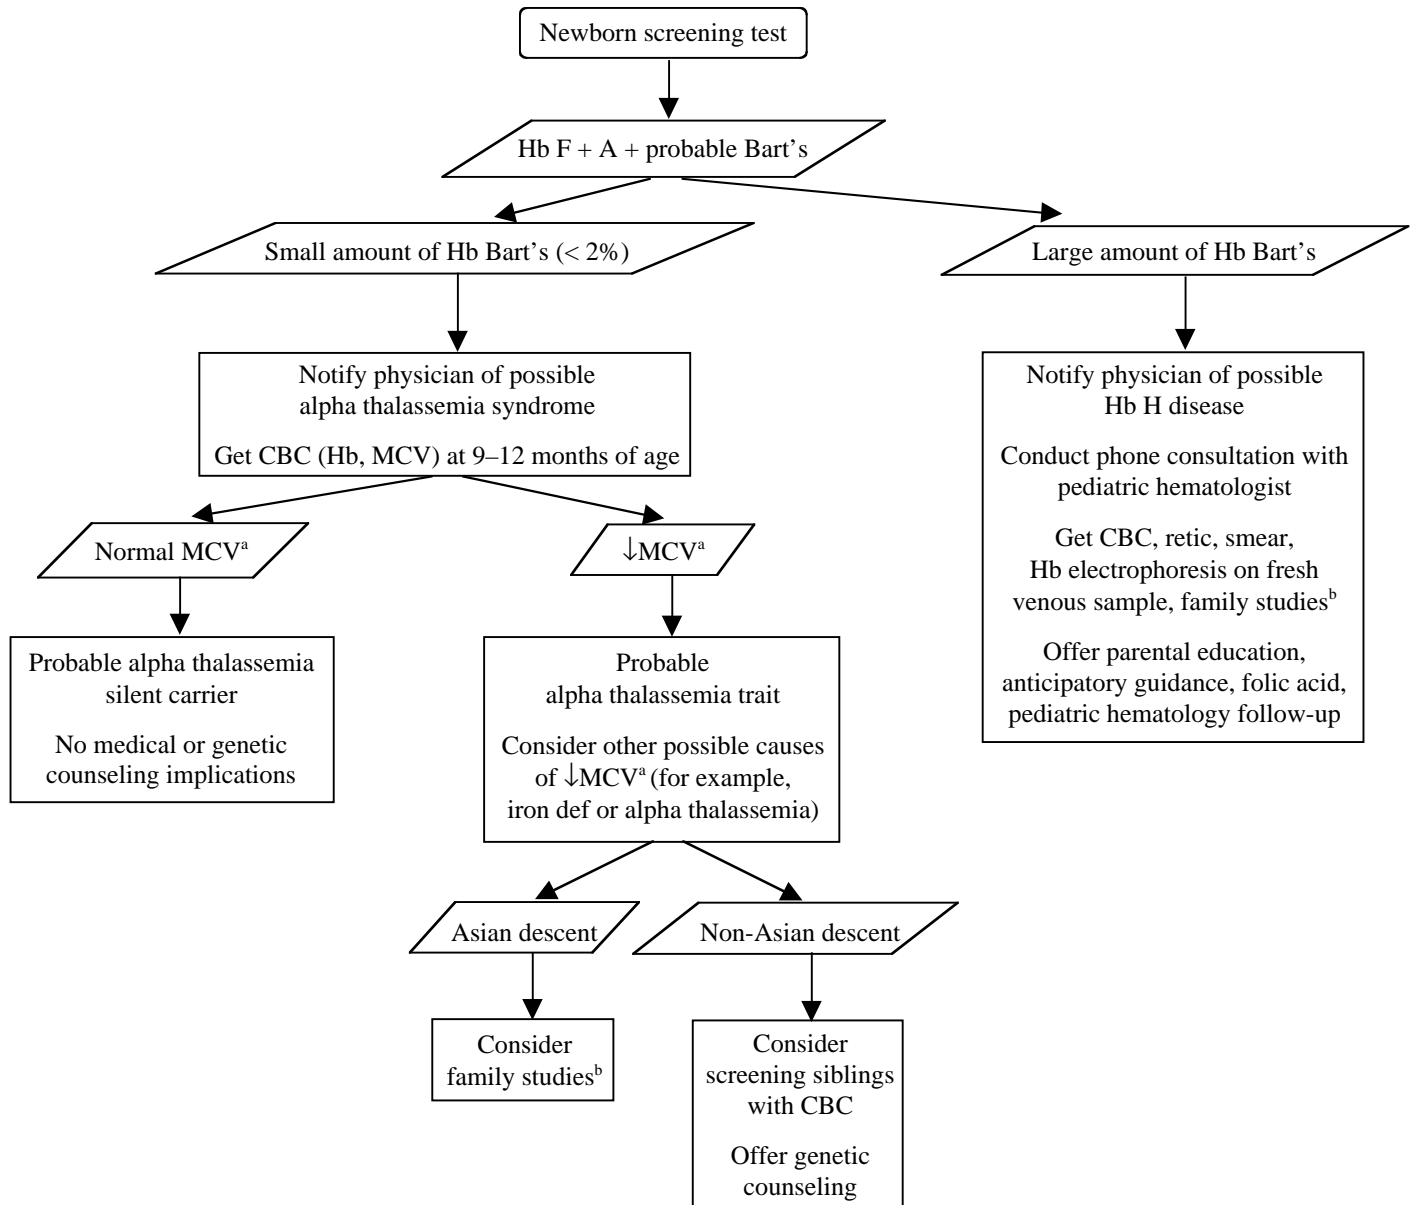 Newborn screening test
Hb F + A + probable Bart’s
Small amount of Hb Bart’s (< 2%)
Large amount of Hb Bart’s
Notify physician of possible
alpha thalassemia syndrome
Get CBC (Hb, MCV) at 9–12 months of age
Notify physician of possible
Hb H disease
Conduct phone consultation with
pediatric hematologist
Get CBC, retic, smear,
Hb electrophoresis on fresh
venous sample, family studiesᵇ
Offer parental education,
anticipatory guidance, folic acid,
pediatric hematology follow-up
Normal MCVᵃ
↓MCVᵃ
Probable alpha thalassemia
silent carrier
No medical or genetic
counseling implications
Probable
alpha thalassemia trait
Consider other possible causes
of ↓MCVᵃ (for example,
iron def or alpha thalassemia)
Asian descent
Non-Asian descent
Consider
family studiesᵇ
Consider
screening siblings
with CBC
Offer genetic
counseling